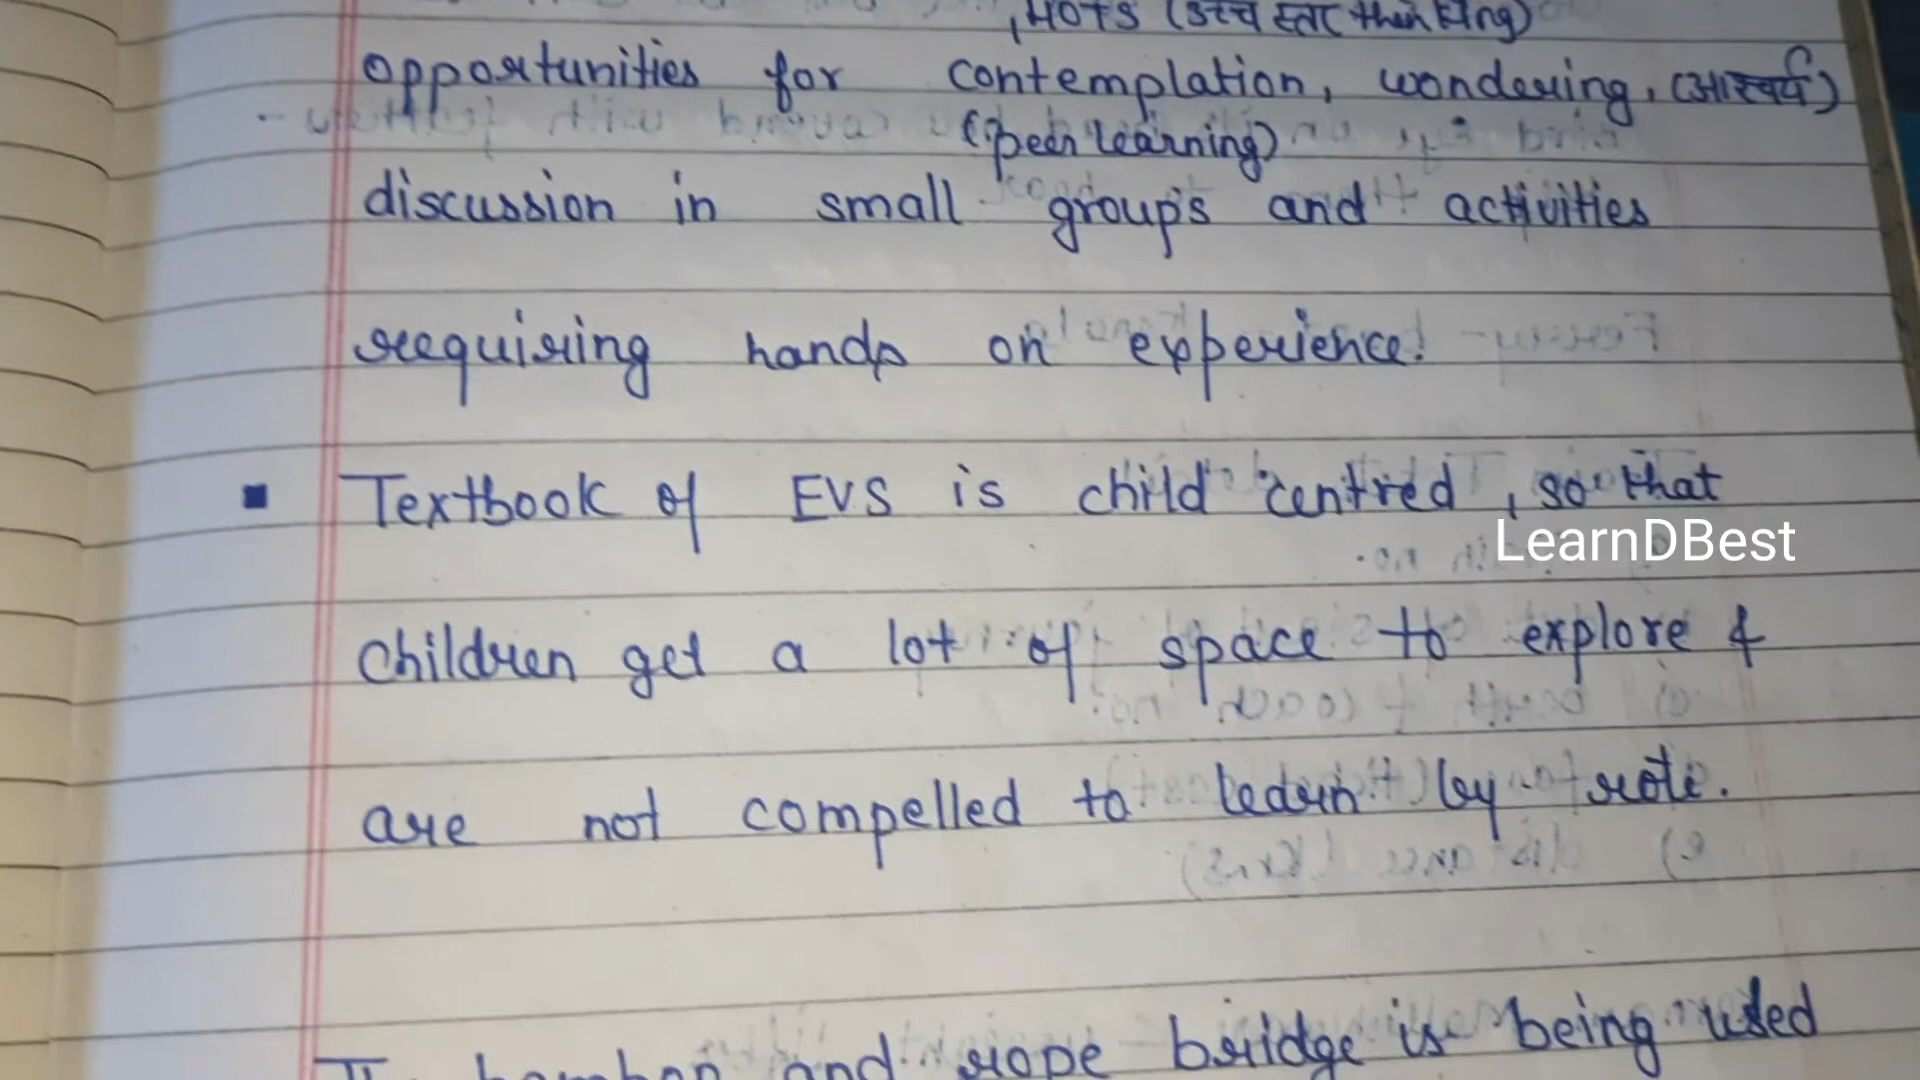 , HOTS (उच्च स्तर thinking)
opportunities for contemplation, wondering, (आश्चर्य)
(peer learning)
discussion in small groups and activities
requiring hands on experience.
▪ Textbook of EVS is child centred, so that
LearnDBest
children get a lot of space to explore &
are not compelled to learn by rote.
and rope bridge is being used